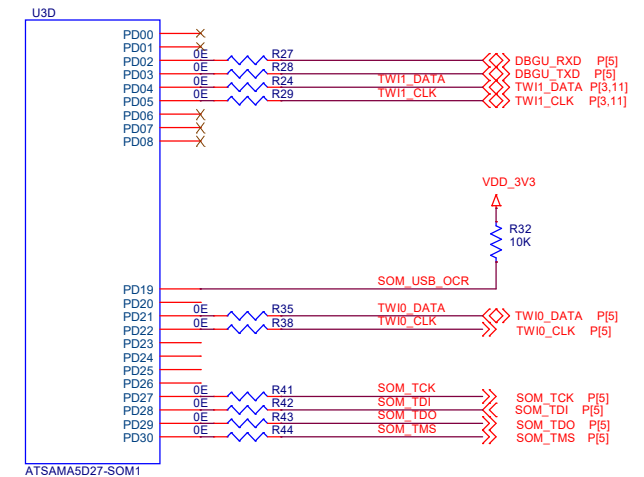 U3D
PD00
PD01
PD02 0E R27 DBGU_RXD P[5]
PD03 0E R28 DBGU_TXD P[5]
PD04 0E R24 TWI1_DATA TWI1_DATA P[3,11]
PD05 0E R29 TWI1_CLK TWI1_CLK P[3,11]
PD06
PD07
PD08
VDD_3V3
R32
10K
PD19 SOM_USB_OCR
PD20
PD21 0E R35 TWI0_DATA TWI0_DATA P[5]
PD22 0E R38 TWI0_CLK TWI0_CLK P[5]
PD23
PD24
PD25
PD26
PD27 0E R41 SOM_TCK SOM_TCK P[5]
PD28 0E R42 SOM_TDI SOM_TDI P[5]
PD29 0E R43 SOM_TDO SOM_TDO P[5]
PD30 0E R44 SOM_TMS SOM_TMS P[5]
ATSAMA5D27-SOM1